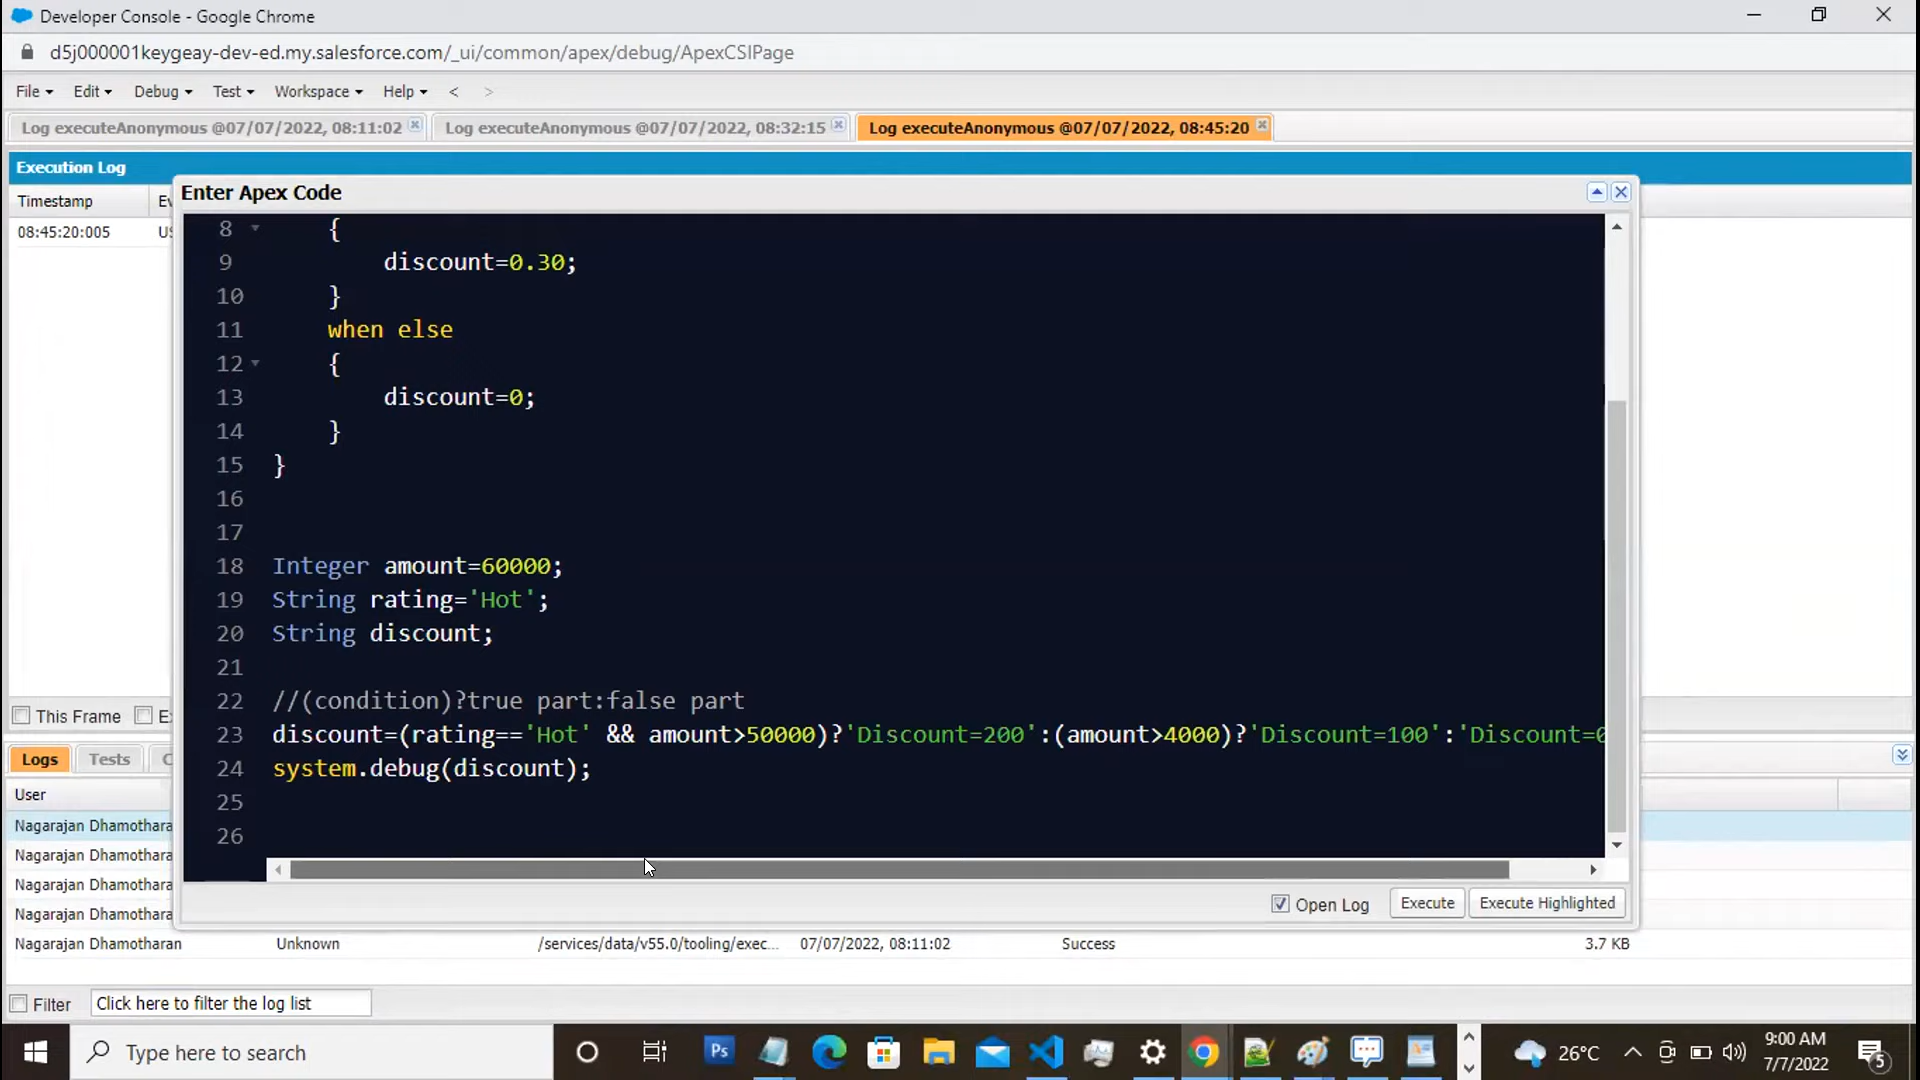 Developer Console - Google Chrome
d5j000001keygeay-dev-ed.my.salesforce.com/_ui/common/apex/debug/ApexCSIPage
File Edit Debug Test Workspace Help < >
Log executeAnonymous @07/07/2022, 08:11:02
Log executeAnonymous @07/07/2022, 08:32:15
Log executeAnonymous @07/07/2022, 08:45:20
Execution Log
Timestamp
08:45:20:005
Enter Apex Code
8 {
9 discount=0.30;
10 }
11 when else
12 {
13 discount=0;
14 }
15 }
16
17
18 Integer amount=60000;
19 String rating='Hot';
20 String discount;
21
22 //(condition)?true part:false part
23 discount=(rating=='Hot' && amount>50000)?'Discount=200':(amount>4000)?'Discount=100':'Discount=0
24 system.debug(discount);
25
26
Open Log Execute Execute Highlighted
This Frame
Logs Tests
User
Nagarajan Dhamothara
Nagarajan Dhamothara
Nagarajan Dhamothara
Nagarajan Dhamothara
Nagarajan Dhamotharan Unknown /services/data/v55.0/tooling/exec... 07/07/2022, 08:11:02 Success 3.7 KB
Filter Click here to filter the log list
Type here to search
Ps
26°C
9:00 AM
7/7/2022
5